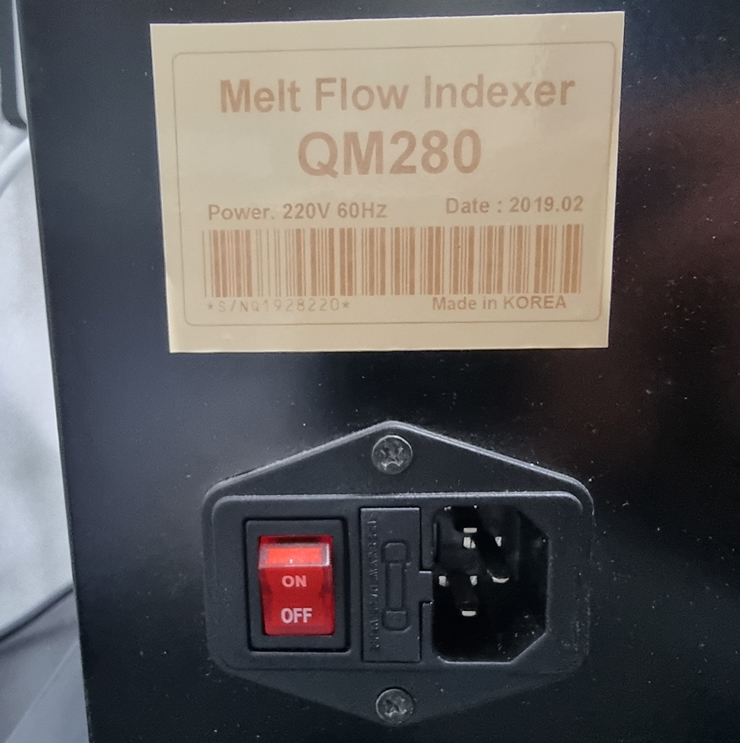 Melt Flow Indexer
QM280
Power. 220V 60Hz Date : 2019.02
*S/NQ1928220* Made in KOREA
ON
OFF